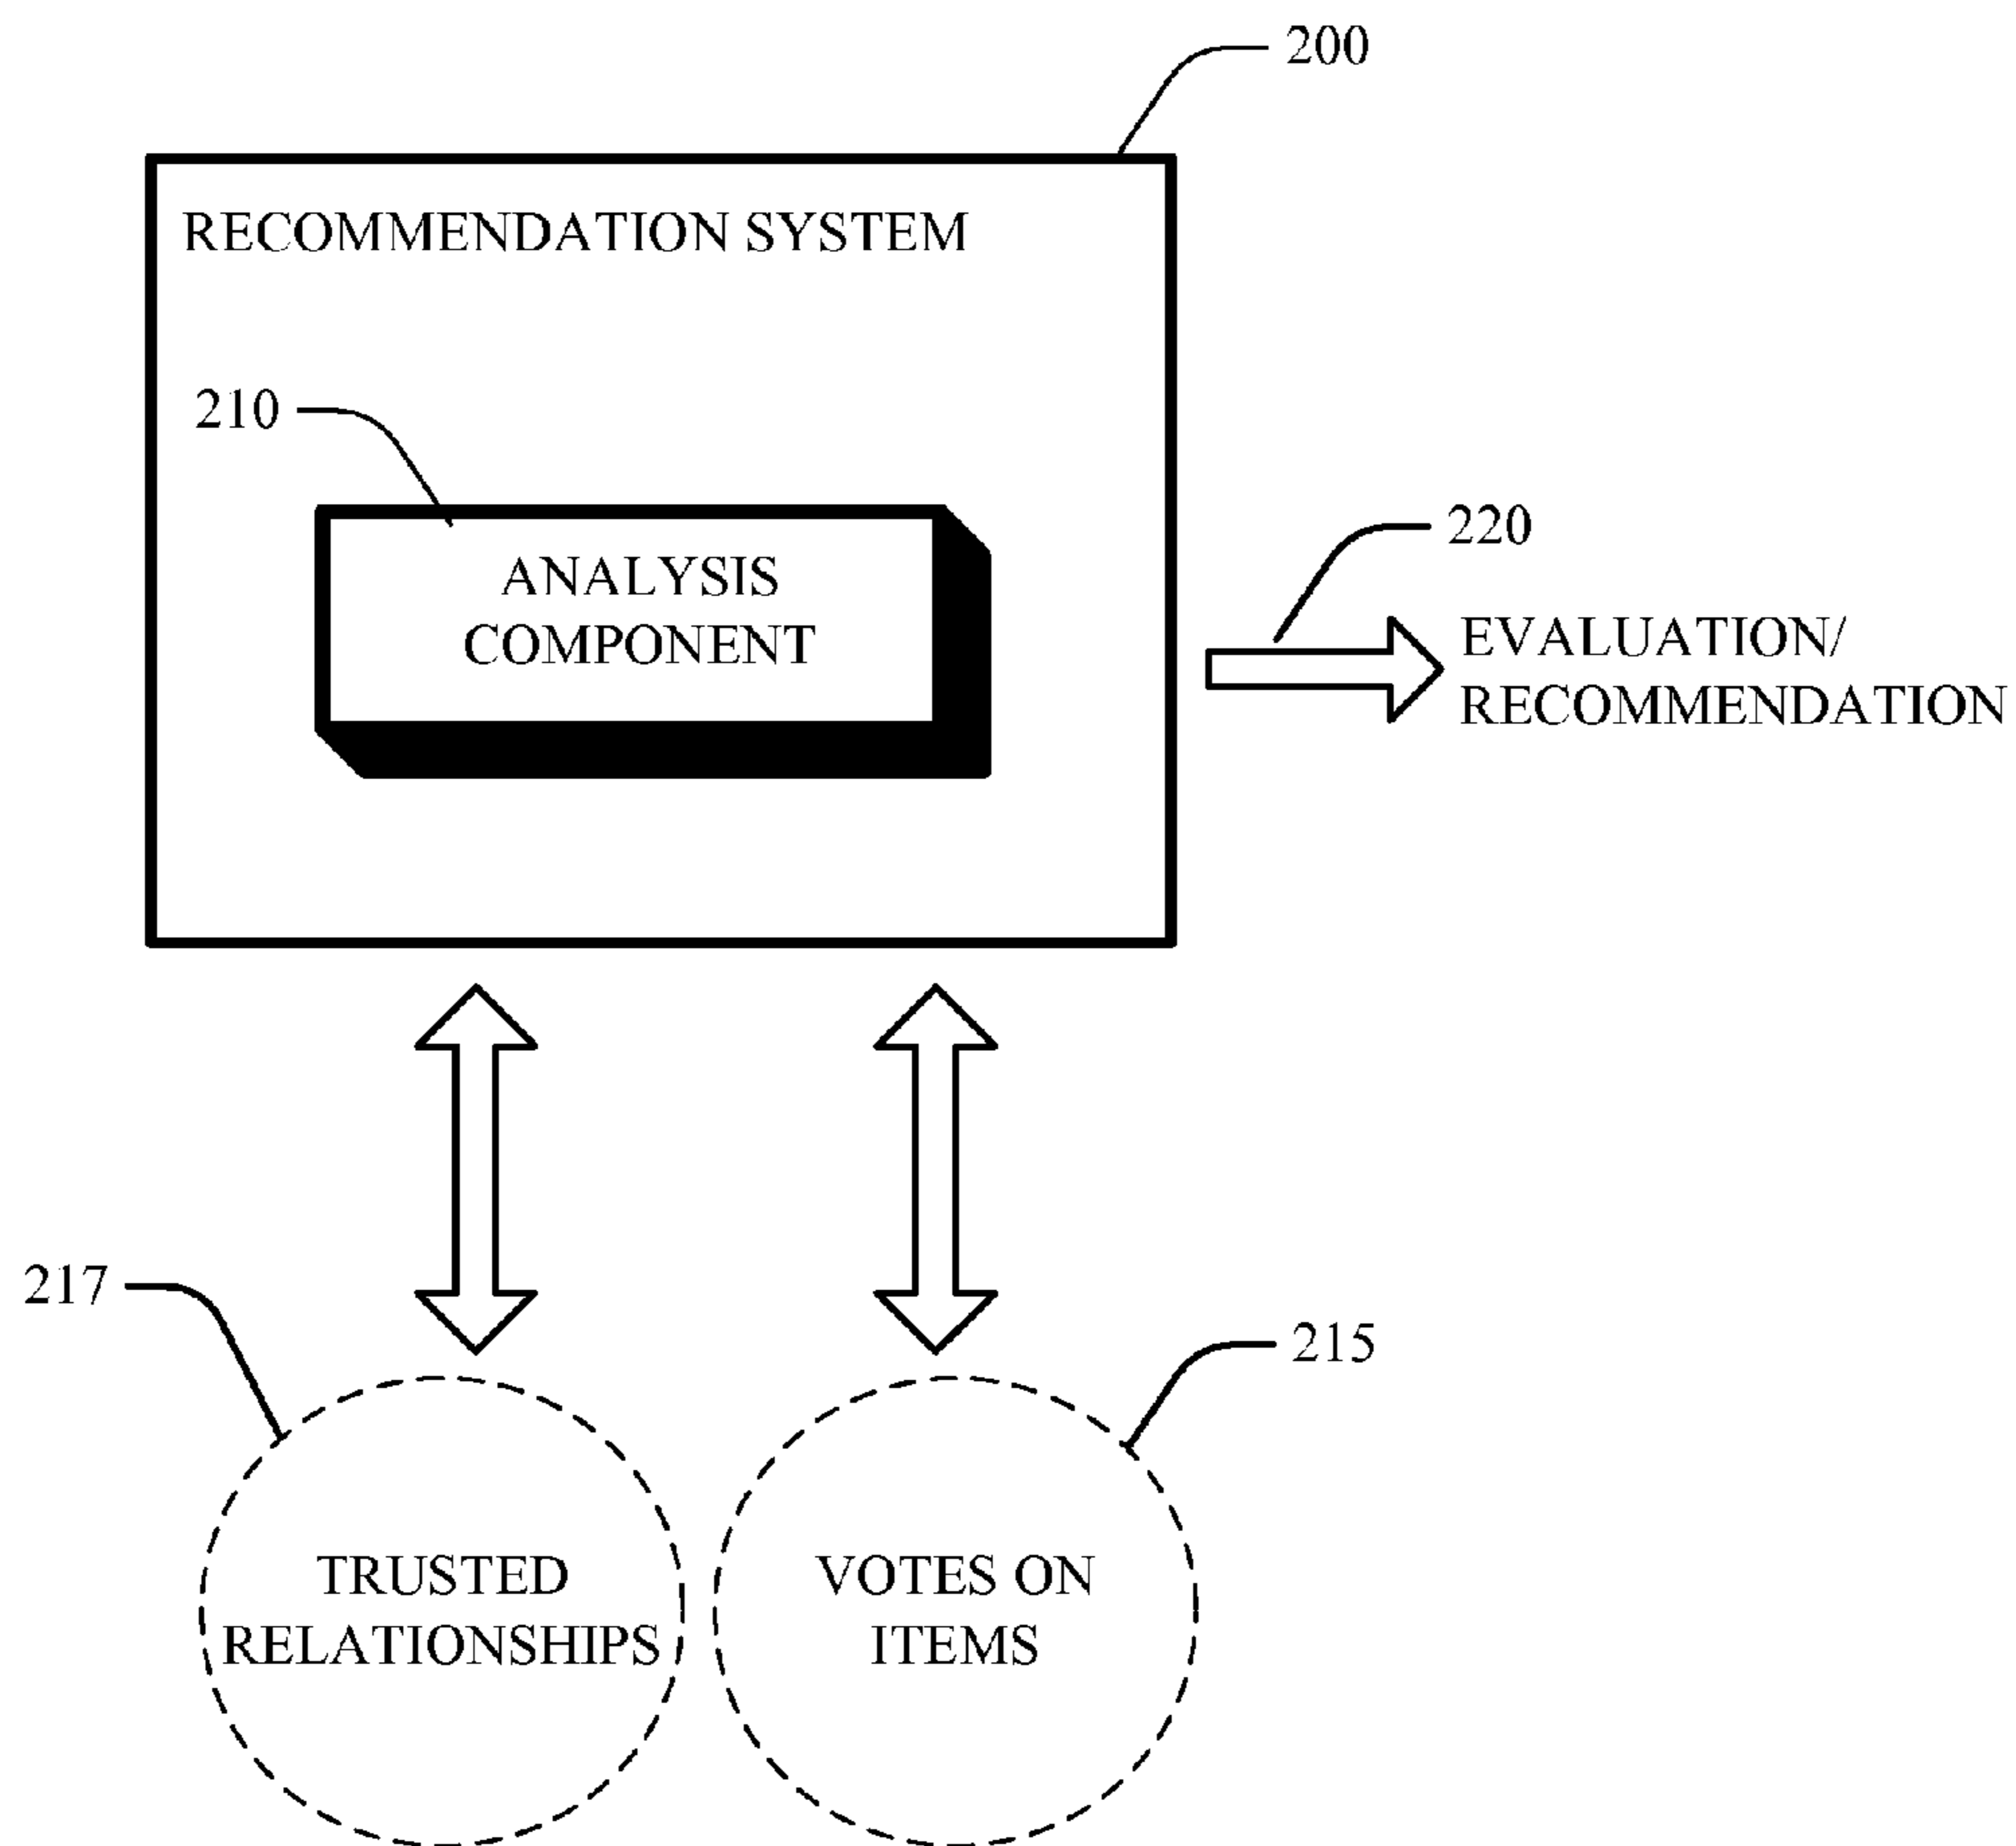 200
RECOMMENDATION SYSTEM
210
ANALYSIS
COMPONENT
220
EVALUATION/
RECOMMENDATION
217
215
TRUSTED
RELATIONSHIPS
VOTES ON
ITEMS